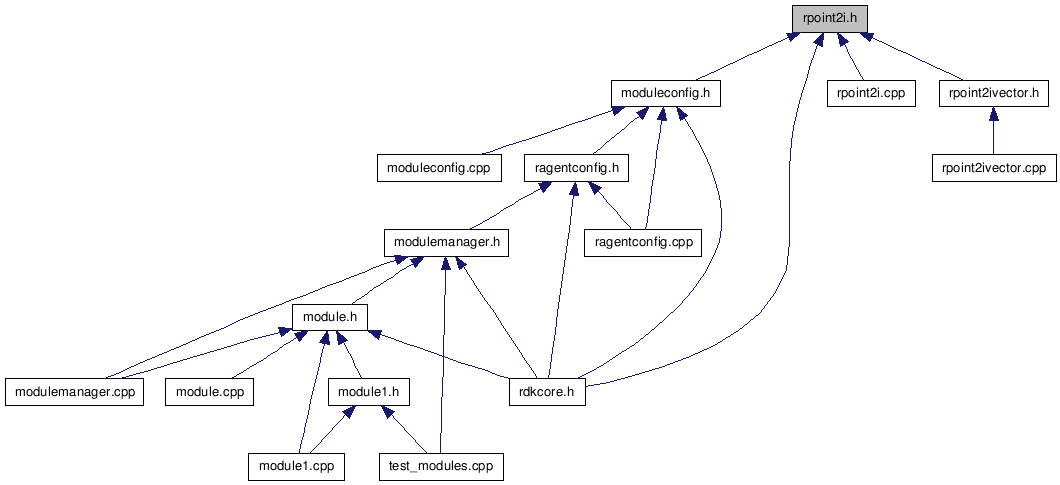 rpoint2i.h
moduleconfig.h
rpoint2i.cpp
rpoint2ivector.h
moduleconfig.cpp
ragentconfig.h
rpoint2ivector.cpp
modulemanager.h
ragentconfig.cpp
module.h
modulemanager.cpp
module.cpp
module1.h
rdkcore.h
module1.cpp
test_modules.cpp